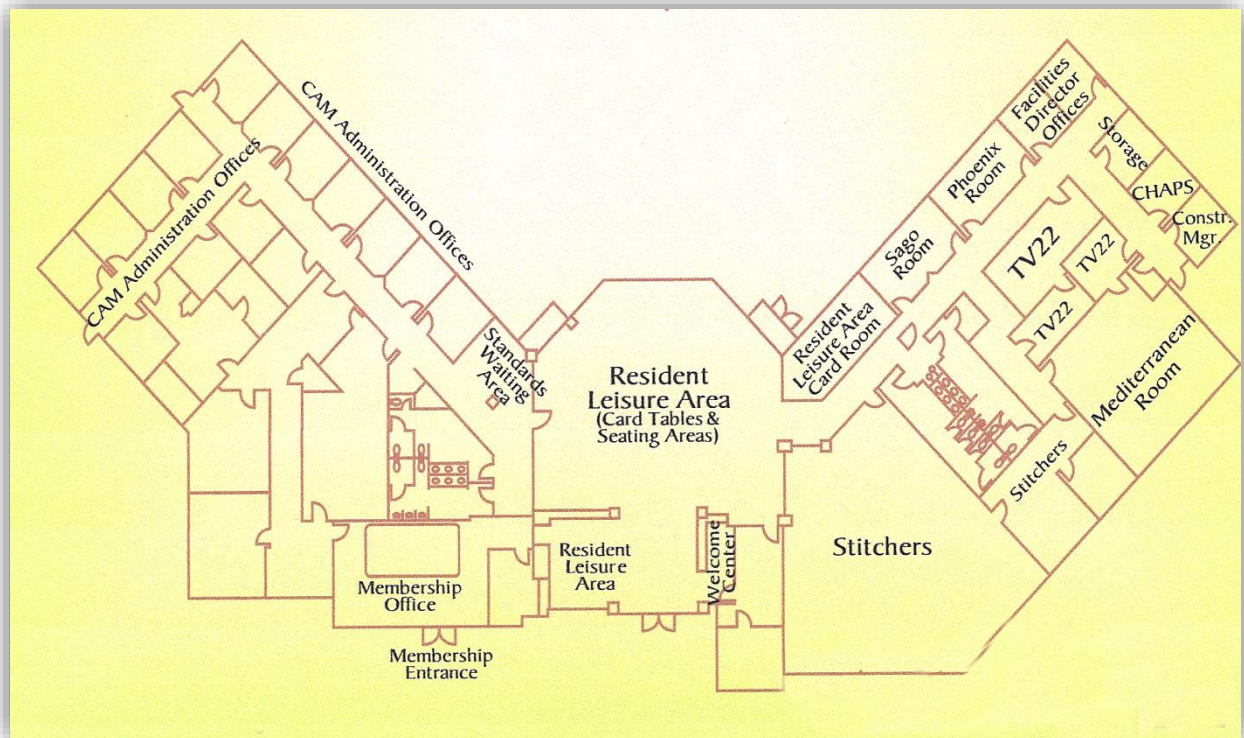 CAM Administration Offices
CAM Administration Offices
Standards
Waiting
Area
Resident
Leisure Area
(Card Tables &
Seating Areas)
Resident
Leisure Area
Card Room
Sago
Room
Phoenix
Room
Facilities
Director
Offices
Storage
CHAPS
Constr.
Mgr.
TV22
TV22
TV22
Mediterranean
Room
Stitchers
Stitchers
Welcome
Center
Resident
Leisure
Area
Membership
Office
Membership
Entrance